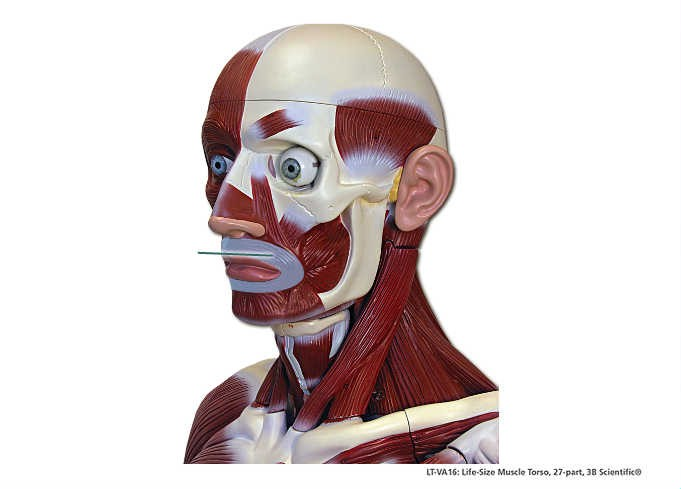 LT-VA16: Life-Size Muscle Torso, 27-part, 3B Scientific®